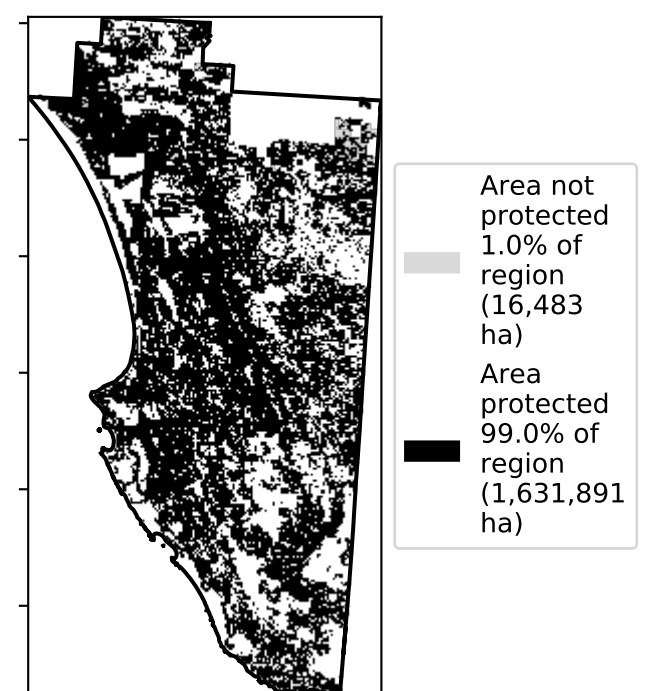 Area not
protected
1.0% of
region
(16,483
ha)
Area
protected
99.0% of
region
(1,631,891
ha)